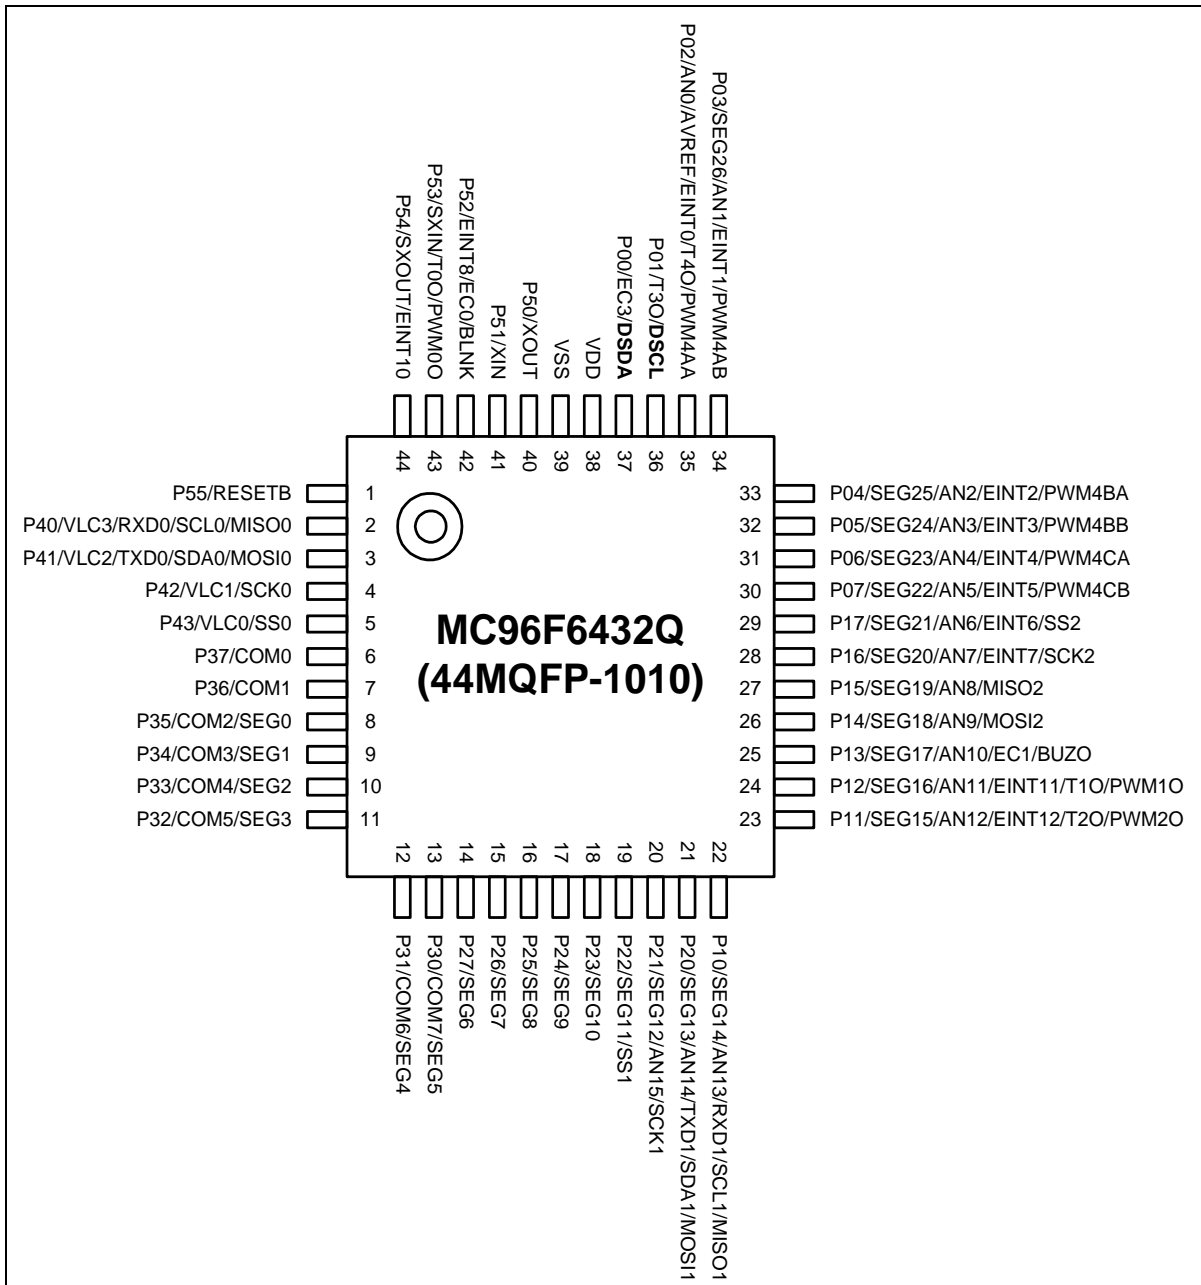 P54/SXOUT/EINT10
P53/SXIN/T0O/PWM0O
P52/EINT8/EC0/BLNK
P51/XIN
P50/XOUT
VSS
VDD
P00/EC3/DSDA
P01/T3O/DSCL
P02/AN0/AVREF/EINT0/T4O/PWM4AA
P03/SEG26/AN1/EINT1/PWM4AB
44
43
42
41
40
39
38
37
36
35
34
P55/RESETB
1
P40/VLC3/RXD0/SCL0/MISO0
2
P41/VLC2/TXD0/SDA0/MOSI0
3
P42/VLC1/SCK0
4
P43/VLC0/SS0
5
P37/COM0
6
P36/COM1
7
P35/COM2/SEG0
8
P34/COM3/SEG1
9
P33/COM4/SEG2
10
P32/COM5/SEG3
11
MC96F6432Q
(44MQFP-1010)
33
P04/SEG25/AN2/EINT2/PWM4BA
32
P05/SEG24/AN3/EINT3/PWM4BB
31
P06/SEG23/AN4/EINT4/PWM4CA
30
P07/SEG22/AN5/EINT5/PWM4CB
29
P17/SEG21/AN6/EINT6/SS2
28
P16/SEG20/AN7/EINT7/SCK2
27
P15/SEG19/AN8/MISO2
26
P14/SEG18/AN9/MOSI2
25
P13/SEG17/AN10/EC1/BUZO
24
P12/SEG16/AN11/EINT11/T1O/PWM1O
23
P11/SEG15/AN12/EINT12/T2O/PWM2O
12
13
14
15
16
17
18
19
20
21
22
P31/COM6/SEG4
P30/COM7/SEG5
P27/SEG6
P26/SEG7
P25/SEG8
P24/SEG9
P23/SEG10
P22/SEG11/SS1
P21/SEG12/AN15/SCK1
P20/SEG13/AN14/TXD1/SDA1/MOSI1
P10/SEG14/AN13/RXD1/SCL1/MISO1